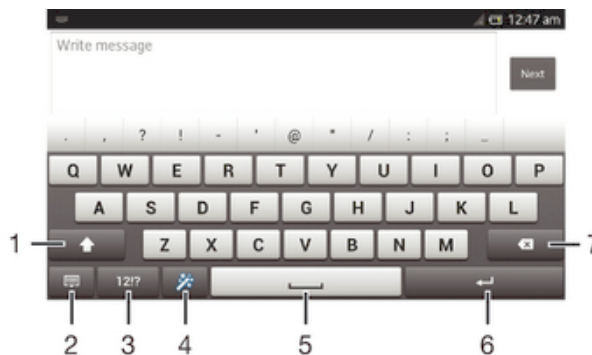 12:47 am
Write message
Next
. , ? ! - ' @ " / : ; _
Q W E R T Y U I O P
A S D F G H J K L
1 Z X C V B N M 7
12!?
2 3 4 5 6